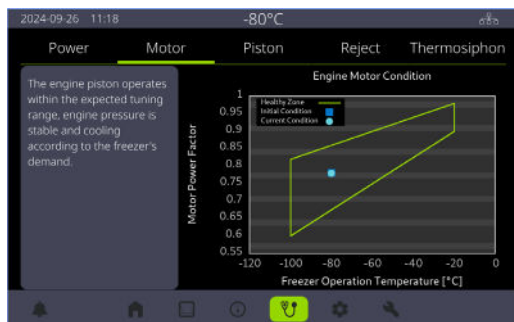 2024-09-26 11:18
-80°C
Power Motor Piston Reject Thermosiphon
The engine piston operates
within the expected tuning
range, engine pressure is
stable and cooling
according to the freezer's
demand.
Engine Motor Condition
Healthy Zone
Initial Condition
Current Condition
Motor Power Factor
1
0.95
0.9
0.85
0.8
0.75
0.7
0.65
0.6
0.55
-120 -100 -80 -60 -40 -20 0
Freezer Operation Temperature [°C]